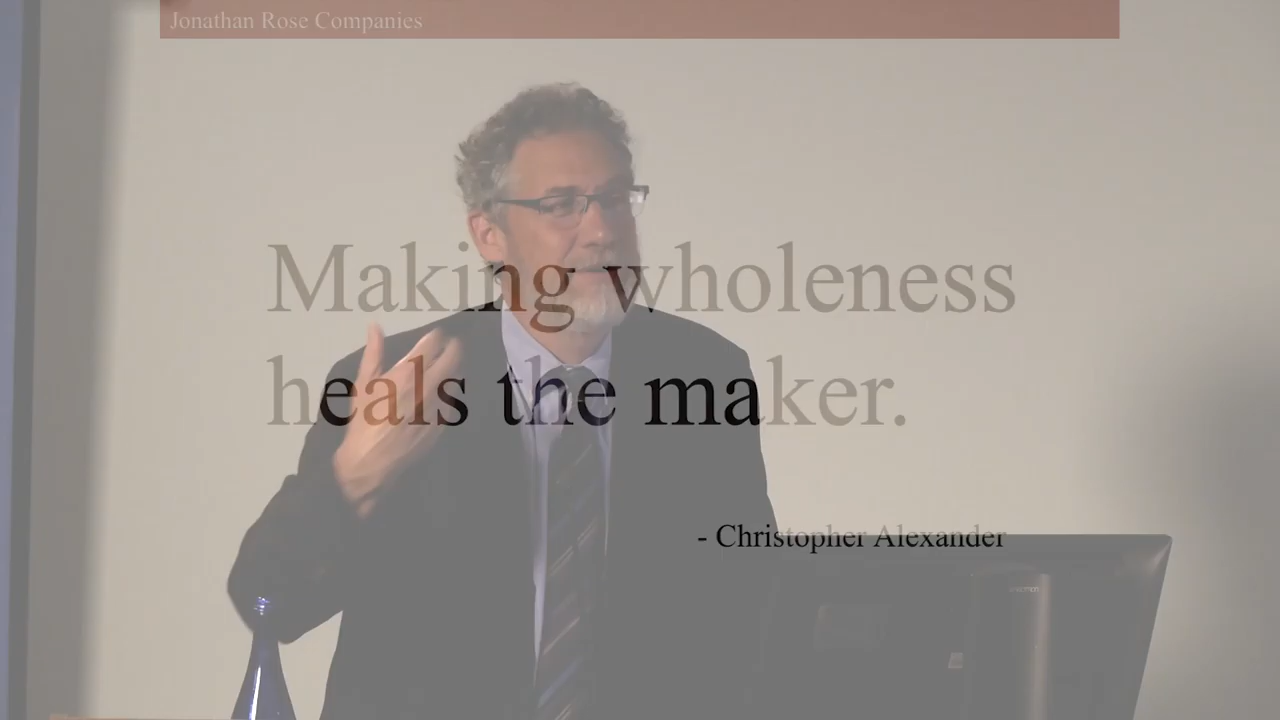 Jonathan Rose Companies
Making wholeness
heals the maker.
- Christopher Alexander